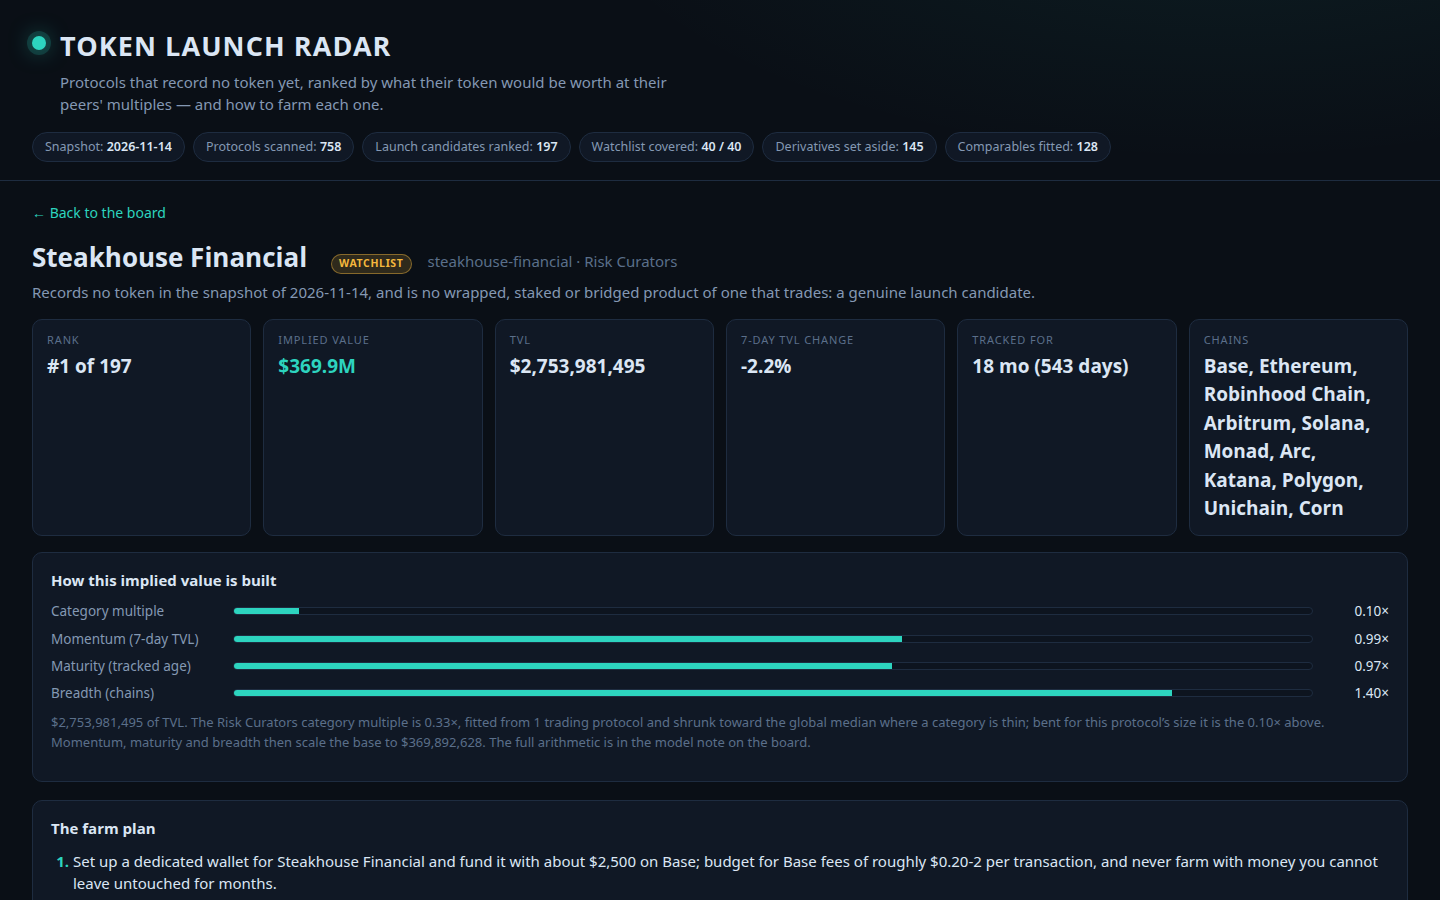 TOKEN LAUNCH RADAR
Protocols that record no token yet, ranked by what their token would be worth at their
peers' multiples — and how to farm each one.
Snapshot: 2026-11-14
Protocols scanned: 758
Launch candidates ranked: 197
Watchlist covered: 40 / 40
Derivatives set aside: 145
Comparables fitted: 128
← Back to the board
Steakhouse Financial
WATCHLIST
steakhouse-financial · Risk Curators
Records no token in the snapshot of 2026-11-14, and is no wrapped, staked or bridged product of one that trades: a genuine launch candidate.
RANK
#1 of 197
IMPLIED VALUE
$369.9M
TVL
$2,753,981,495
7-DAY TVL CHANGE
-2.2%
TRACKED FOR
18 mo (543 days)
CHAINS
Base, Ethereum,
Robinhood Chain,
Arbitrum, Solana,
Monad, Arc,
Katana, Polygon,
Unichain, Corn
How this implied value is built
Category multiple 0.10×
Momentum (7-day TVL) 0.99×
Maturity (tracked age) 0.97×
Breadth (chains) 1.40×
$2,753,981,495 of TVL. The Risk Curators category multiple is 0.33×, fitted from 1 trading protocol and shrunk toward the global median where a category is thin; bent for this protocol's size it is the 0.10× above.
Momentum, maturity and breadth then scale the base to $369,892,628. The full arithmetic is in the model note on the board.
The farm plan
1. Set up a dedicated wallet for Steakhouse Financial and fund it with about $2,500 on Base; budget for Base fees of roughly $0.20-2 per transaction, and never farm with money you cannot
leave untouched for months.